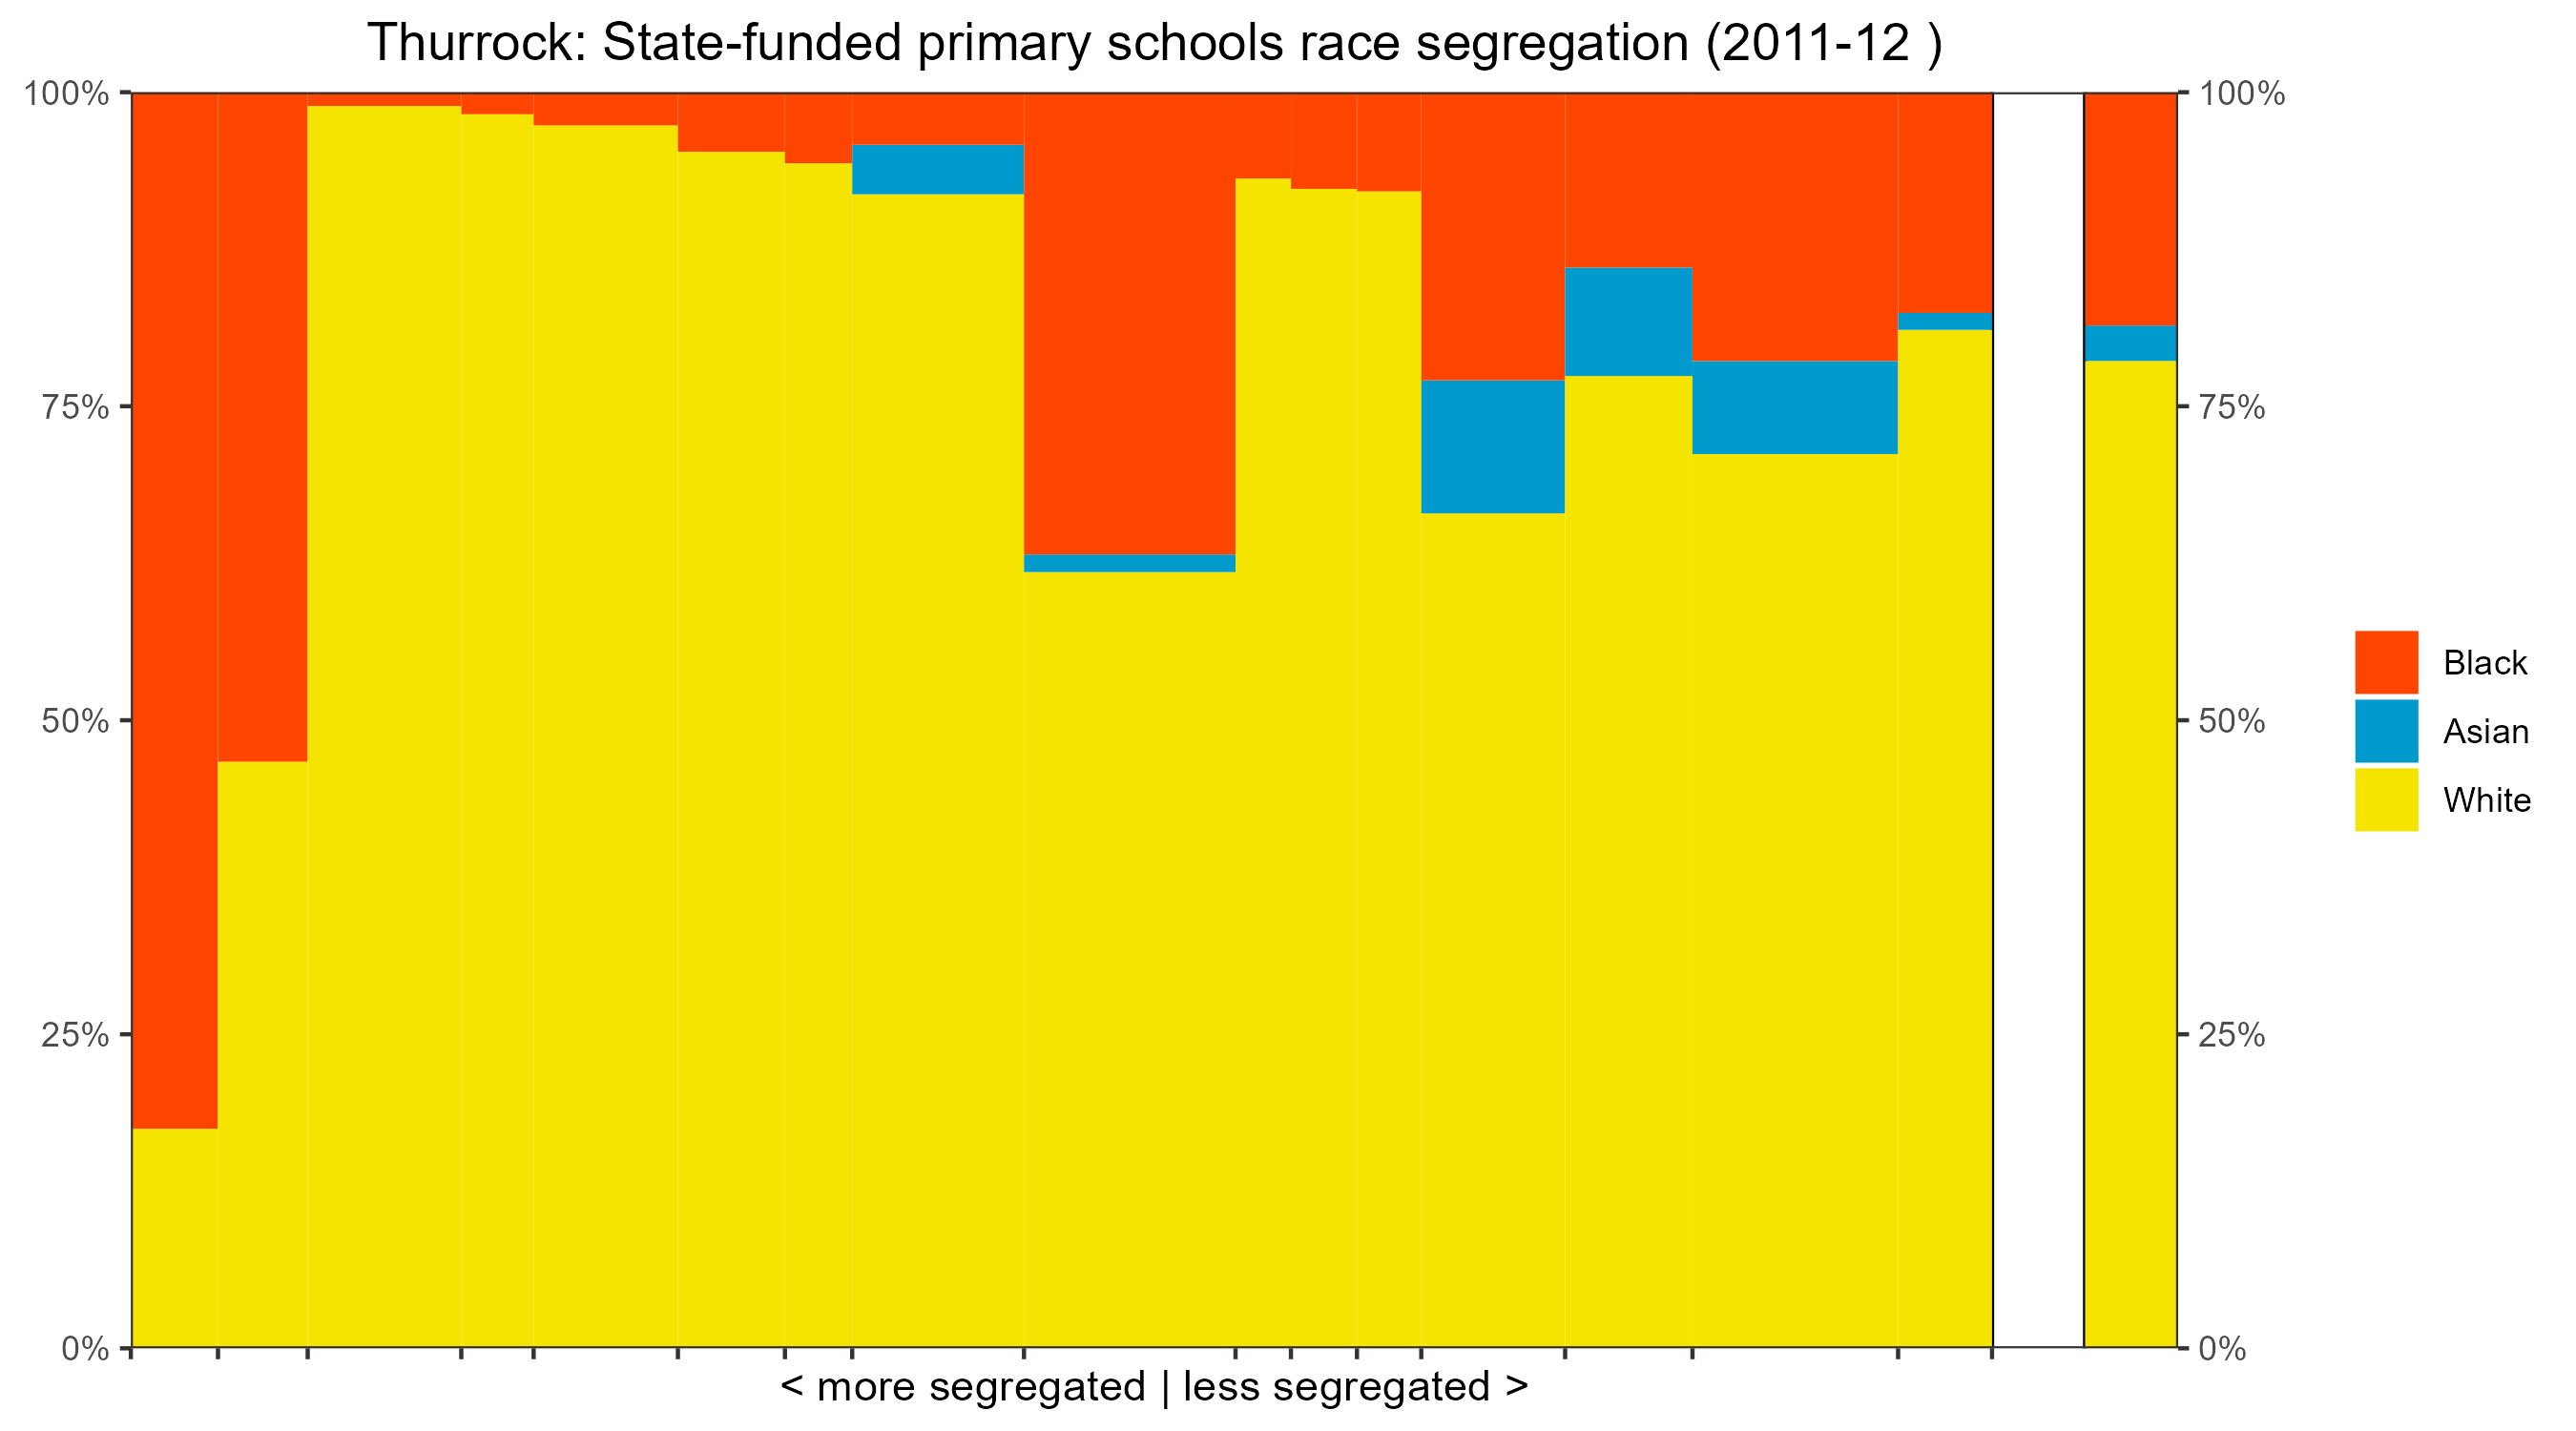 Thurrock: State-funded primary schools race segregation (2011-12 )
100%
75%
50%
25%
0%
100%
75%
50%
25%
0%
Black
Asian
White
< more segregated | less segregated >